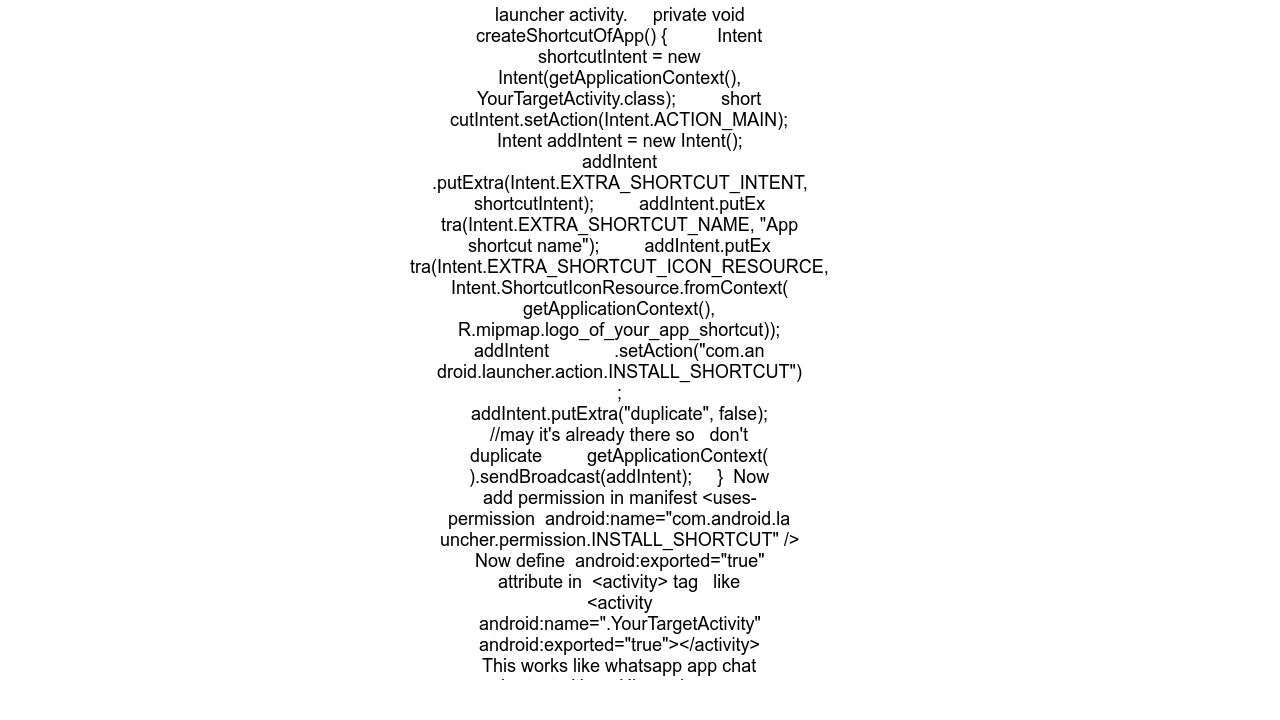 launcher activity.     private void
createShortcutOfApp() {          Intent
shortcutIntent = new
Intent(getApplicationContext(),
YourTargetActivity.class);         short
cutIntent.setAction(Intent.ACTION_MAIN);
Intent addIntent = new Intent();
addIntent
.putExtra(Intent.EXTRA_SHORTCUT_INTENT,
shortcutIntent);         addIntent.putEx
tra(Intent.EXTRA_SHORTCUT_NAME, "App
shortcut name");         addIntent.putEx
tra(Intent.EXTRA_SHORTCUT_ICON_RESOURCE,
Intent.ShortcutIconResource.fromContext(
getApplicationContext(),
R.mipmap.logo_of_your_app_shortcut));
addIntent             .setAction("com.an
droid.launcher.action.INSTALL_SHORTCUT")
;
addIntent.putExtra("duplicate", false);
//may it's already there so   don't
duplicate         getApplicationContext(
).sendBroadcast(addIntent);     }  Now
add permission in manifest <uses-
permission  android:name="com.android.la
uncher.permission.INSTALL_SHORTCUT" />
Now define  android:exported="true"
attribute in  <activity> tag   like
<activity
android:name=".YourTargetActivity"
android:exported="true"></activity>
This works like whatsapp app chat